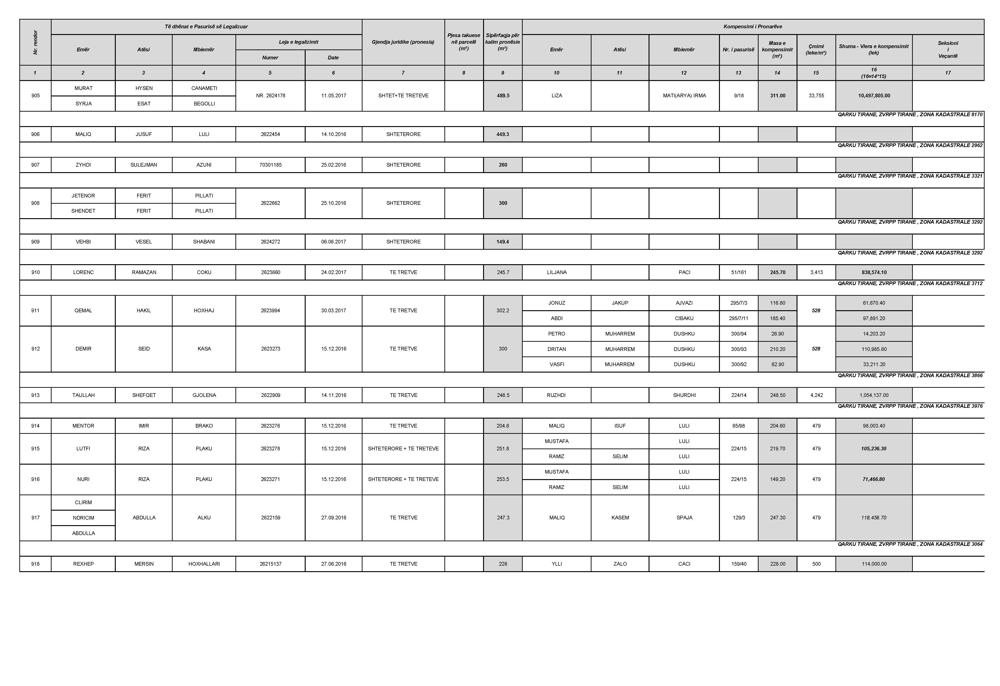 Nr. rendor
Të dhënat e Pasurisë së Legalizuar
Gjendja juridike (pronesia)
Pjesa takuese
në parcelë
(m²)
Sipërfaqja për
kalim pronësie
(m²)
Kompensimi i Pronarëve
Emër Atësi Mbiemër Leja e legalizimit
Numer Date
Emër Atësi Mbiemër Nr. i pasurisë
Masa e
kompensimit
(m²)
Çmimi
(leke/m²)
Shuma - Vlera e kompensimit
(lek)
Seksioni
i
Veçantë
1 2 3 4 5 6 7 8 9 10 11 12 13 14 15 16 17
(16=14*15)
905 MURAT HYSEN CANAMETI NR. 2624178 11.05.2017 SHTET+TE TRETEVE 489.5 LIZA MATI(ARYA) IRMA 9/18 311.00 33,755 10,497,805.00
SYRJA ESAT BEGOLLI
QARKU TIRANE, ZVRPP TIRANE , ZONA KADASTRALE 8170
906 MALIQ JUSUF LULI 2622454 14.10.2016 SHTETERORE 449.3
QARKU TIRANE, ZVRPP TIRANE , ZONA KADASTRALE 2962
907 ZYHDI SULEJMAN AZUNI 70301185 25.02.2016 SHTETERORE 260
QARKU TIRANE, ZVRPP TIRANE , ZONA KADASTRALE 3321
908 JETENOR FERIT PILLATI 2622662 25.10.2016 SHTETERORE 300
SHENDET FERIT PILLATI
QARKU TIRANE, ZVRPP TIRANE , ZONA KADASTRALE 3292
909 VEHBI VESEL SHABANI 2624272 06.06.2017 SHTETERORE 149.4
QARKU TIRANE, ZVRPP TIRANE , ZONA KADASTRALE 3292
910 LORENC RAMAZAN COKU 2623660 24.02.2017 TE TRETVE 245.7 LILJANA PACI 51/161 245.70 3,413 838,574.10
QARKU TIRANE, ZVRPP TIRANE , ZONA KADASTRALE 3712
911 QEMAL HAKIL HOXHAJ 2623994 30.03.2017 TE TRETVE 302.2 JONUZ JAKUP AJVAZI 295/7/3 116.80 528 61,670.40
ABDI CIBAKU 295/7/11 185.40 97,891.20
912 DEMIR SEID KASA 2623273 15.12.2016 TE TRETVE 300 PETRO MUHARREM DUSHKU 300/94 26.90 528 14,203.20
DRITAN MUHARREM DUSHKU 300/93 210.20 110,985.60
VASFI MUHARREM DUSHKU 300/92 62.90 33,211.20
QARKU TIRANE, ZVRPP TIRANE , ZONA KADASTRALE 3866
913 TAULLAH SHEFQET GJOLENA 2622909 14.11.2016 TE TRETVE 248.5 RUZHDI SHURDHI 224/14 248.50 4,242 1,054,137.00
QARKU TIRANE, ZVRPP TIRANE , ZONA KADASTRALE 3976
914 MENTOR IMIR BRAKO 2623276 15.12.2016 TE TRETVE 204.6 MALIQ ISUF LULI 65/98 204.60 479 98,003.40
915 LUTFI RIZA PLAKU 2623278 15.12.2016 SHTETERORE + TE TRETEVE 251.8 MUSTAFA LULI 224/15 219.70 479 105,236.30
RAMIZ SELIM LULI
916 NURI RIZA PLAKU 2623271 15.12.2016 SHTETERORE + TE TRETEVE 253.5 MUSTAFA LULI 224/15 149.20 479 71,466.80
RAMIZ SELIM LULI
917 CLIRIM ABDULLA ALKU 2622159 27.09.2016 TE TRETVE 247.3 MALIQ KASEM SPAJA 129/3 247.30 479 118,456.70
NDRICIM
ABDULLA
QARKU TIRANE, ZVRPP TIRANE , ZONA KADASTRALE 3064
918 REXHEP MERSIN HOXHALLARI 26215137 27.06.2016 TE TRETVE 228 YLLI ZALO CACI 159/40 228.00 500 114,000.00